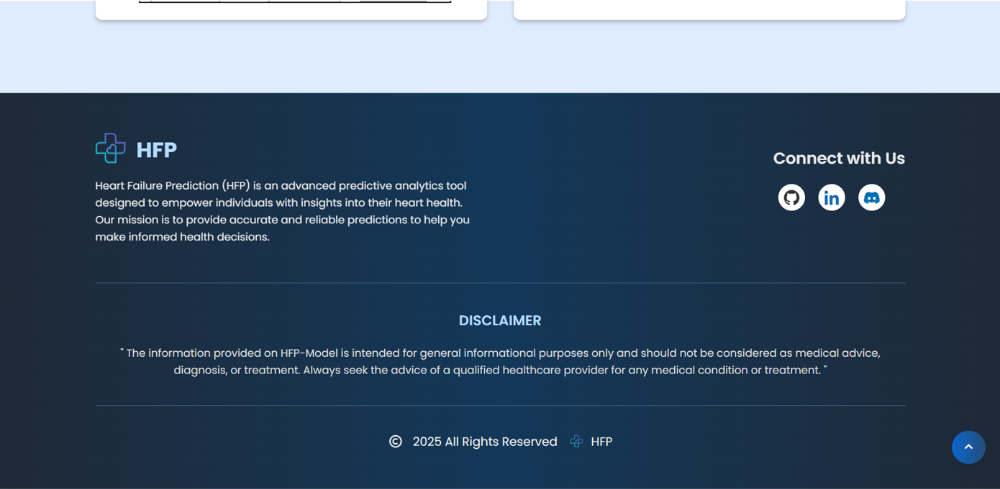 HFP
Heart Failure Prediction (HFP) is an advanced predictive analytics tool
designed to empower individuals with insights into their heart health.
Our mission is to provide accurate and reliable predictions to help you
make informed health decisions.
Connect with Us
in
DISCLAIMER
" The information provided on HFP-Model is intended for general informational purposes only and should not be considered as medical advice,
diagnosis, or treatment. Always seek the advice of a qualified healthcare provider for any medical condition or treatment. "
© 2025 All Rights Reserved HFP